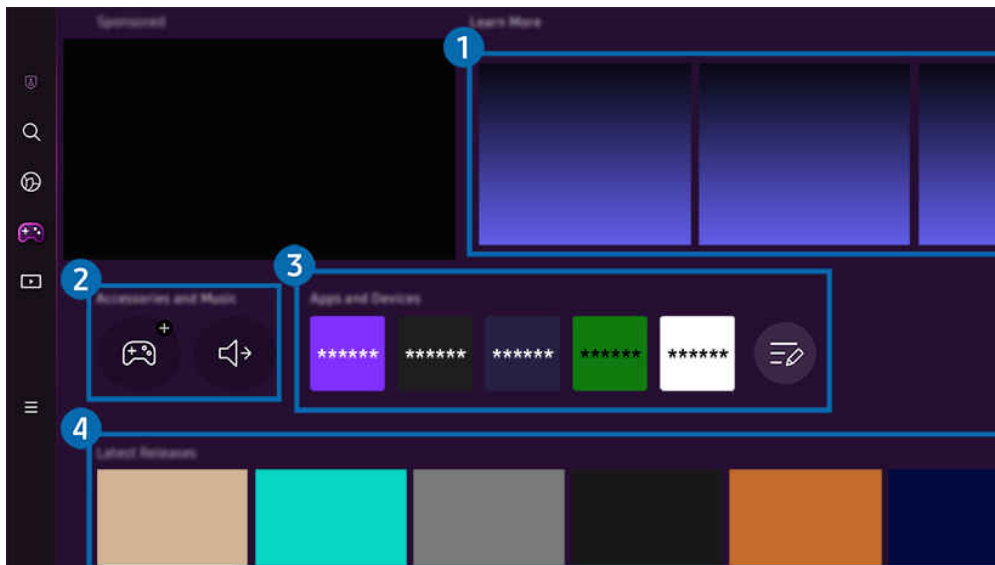 Sponsored
Learn More
1
2
3
Accessories and Music
Apps and Devices
******
******
******
******
******
4
Latest Releases